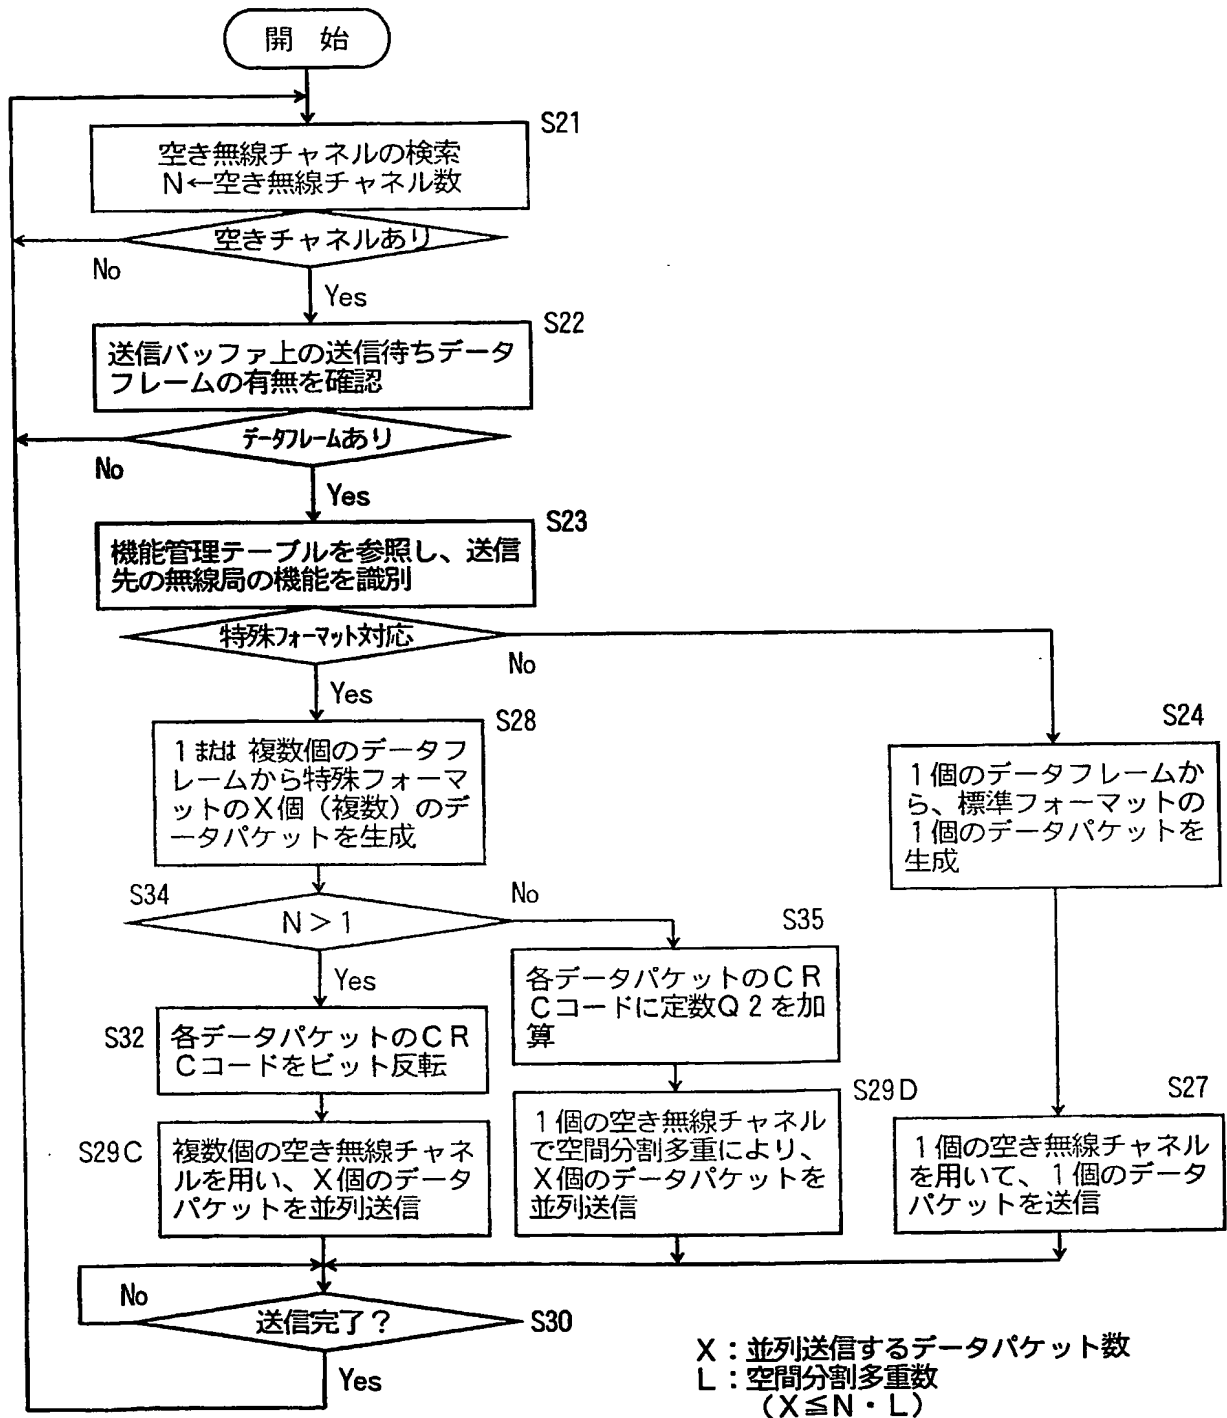 開 始
S21
空き無線チャネルの検索
N←空き無線チャネル数
空きチャネルあり
No
Yes
S22
送信バッファ上の送信待ちデータ
フレームの有無を確認
データフレームあり
No
Yes
S23
機能管理テーブルを参照し、送信
先の無線局の機能を識別
特殊フォーマット対応
No
Yes
S28
1または複数個のデータフ
レームから特殊フォーマ
ットのX個（複数）のデ
ータパケットを生成
S24
1個のデータフレームか
ら、標準フォーマットの
1個のデータパケットを
生成
S34
N＞1
No
Yes
S35
各データパケットのCR
Cコードに定数Q2を加
算
S32
各データパケットのCR
Cコードをビット反転
S29C
複数個の空き無線チャネ
ルを用い、X個のデータ
パケットを並列送信
S29D
1個の空き無線チャネル
で空間分割多重により、
X個のデータパケットを
並列送信
S27
1個の空き無線チャネル
を用いて、1個のデータ
パケットを送信
No
送信完了？
S30
Yes
X：並列送信するデータパケット数
L：空間分割多重数
（X≦N・L）